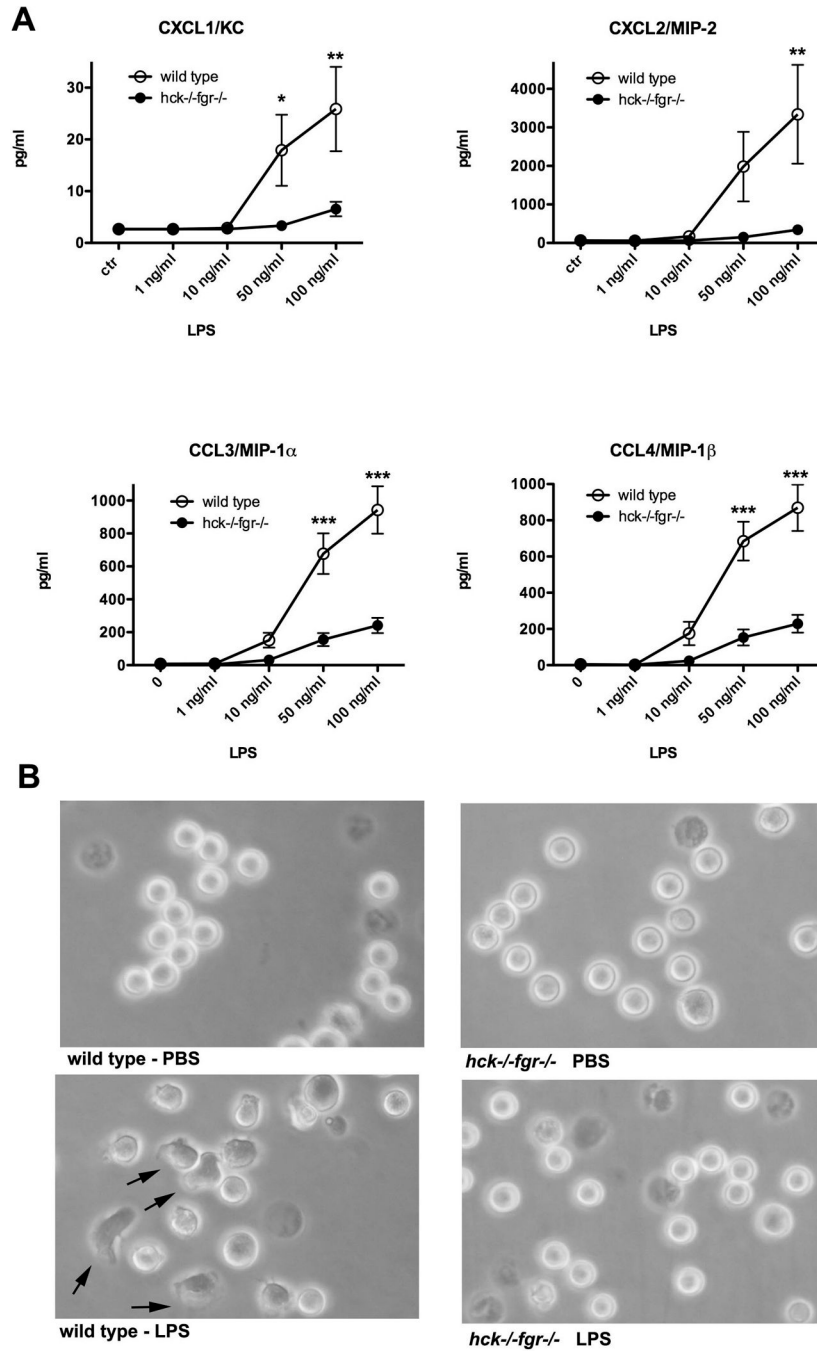 A
CXCL1/KC
wild type
hck-/-fgr-/-
*
**
30
20
10
0
pg/ml
ctr
1 ng/ml
10 ng/ml
50 ng/ml
100 ng/ml
LPS
CXCL2/MIP-2
wild type
hck-/-fgr-/-
**
4000
3000
2000
1000
400
200
0
pg/ml
ctr
1 ng/ml
10 ng/ml
50 ng/ml
100 ng/ml
LPS
CCL3/MIP-1α
wild type
hck-/-fgr-/-
***
***
1000
800
600
400
200
0
pg/ml
0
1 ng/ml
10 ng/ml
50 ng/ml
100 ng/ml
LPS
CCL4/MIP-1β
wild type
hck-/-fgr-/-
***
***
1000
800
600
400
200
0
pg/ml
0
1 ng/ml
10 ng/ml
50 ng/ml
100 ng/ml
LPS
B
wild type - PBS
hck-/-fgr-/- PBS
wild type - LPS
hck-/-fgr-/- LPS